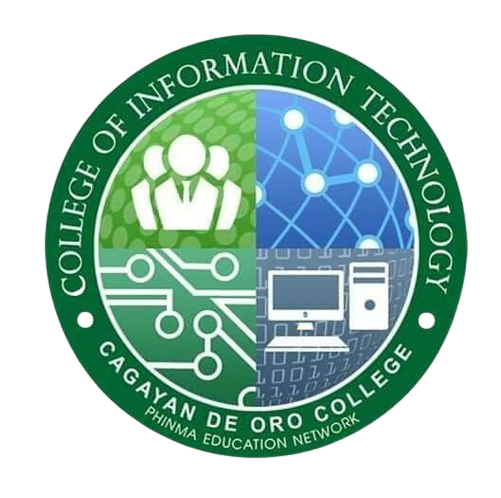 COLLEGE OF INFORMATION TECHNOLOGY
CAGAYAN DE ORO COLLEGE
PHINMA EDUCATION NETWORK